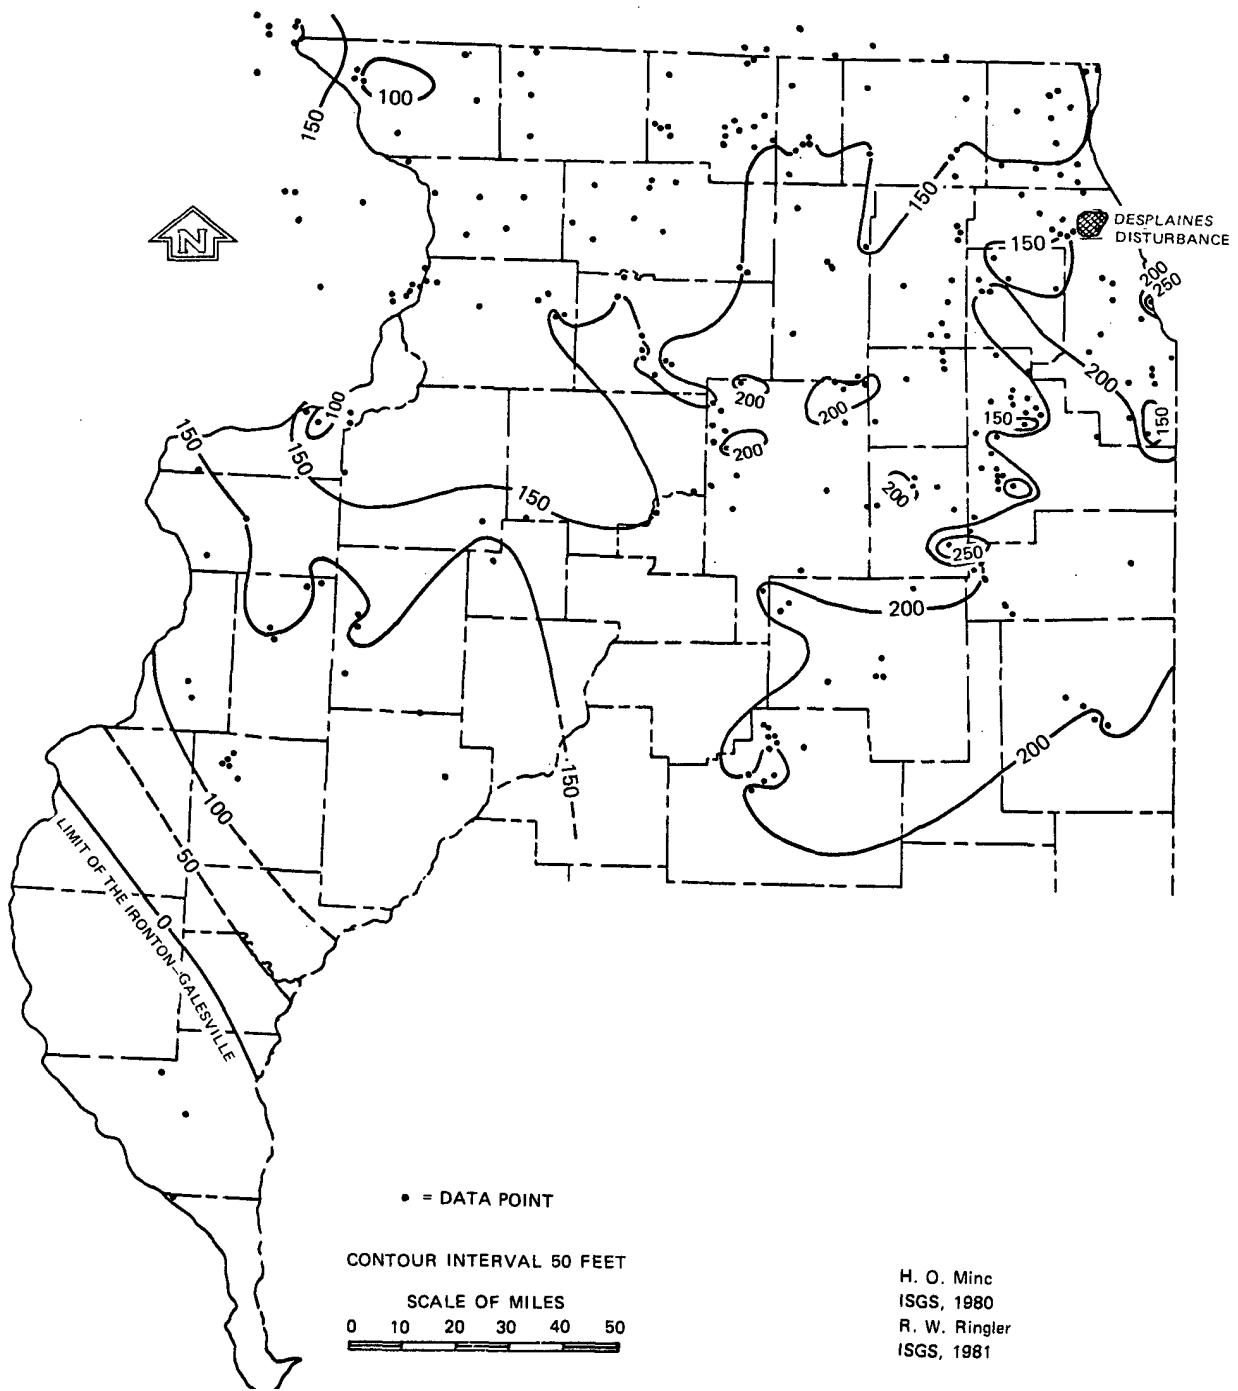 100
150
N
150
DESPLAINES
DISTURBANCE
150
200
250
200
100
200
200
150
150
150
150
200
200
150
250
200
200
150
100
50
0
LIMIT OF THE IRONTON-GALESVILLE
• = DATA POINT
CONTOUR INTERVAL 50 FEET
SCALE OF MILES
0 10 20 30 40 50
H. O. Minc
ISGS, 1980
R. W. Ringler
ISGS, 1981